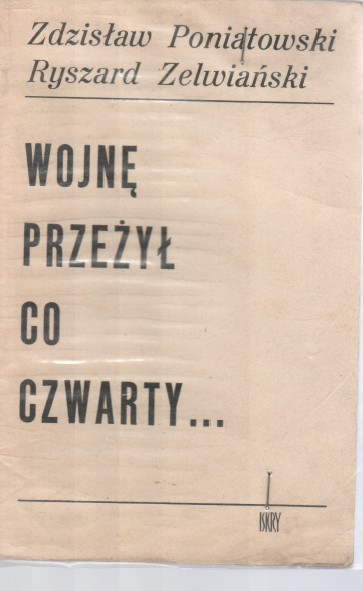 Zdzisław Poniatowski
Ryszard Zelwiański
WOJNĘ
PRZEŻYŁ
CO
CZWARTY...
ISKRY